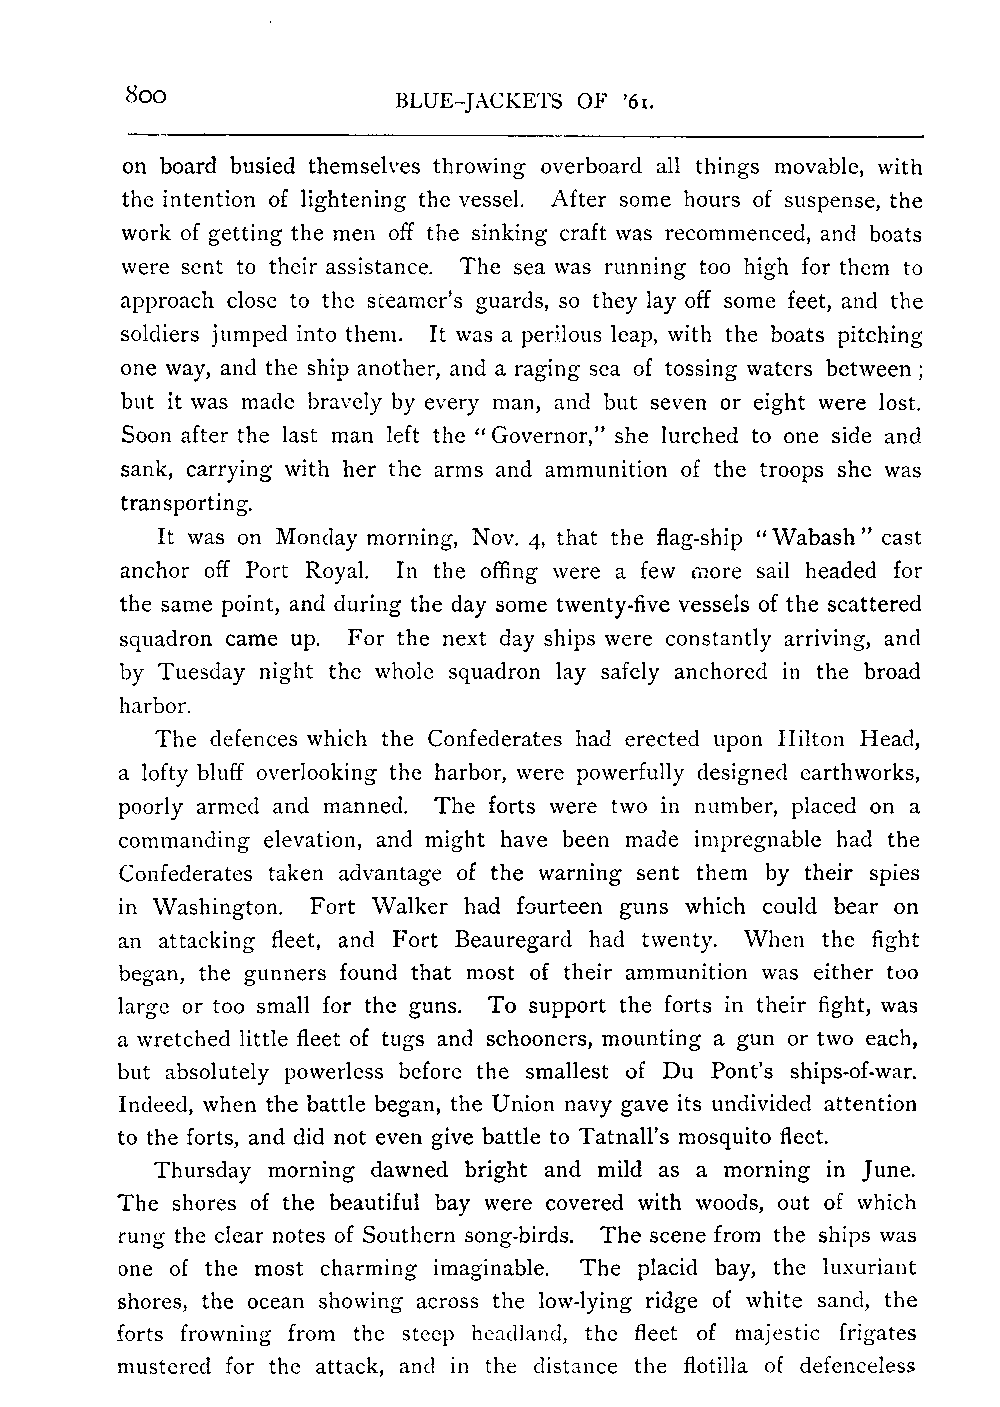 800 BLUE-JACKETS OF '61.
on board busied themselves throwing overboard all things movable, with
the intention of lightening the vessel. After some hours of suspense, the
work of getting the men off the sinking craft was recommenced, and boats
were sent to their assistance. The sea was running too high for them to
approach close to the steamer's guards, so they lay off some feet, and the
soldiers jumped into them. It was a perilous leap, with the boats pitching
one way, and the ship another, and a raging sea of tossing waters between;
but it was made bravely by every man, and but seven or eight were lost.
Soon after the last man left the "Governor," she lurched to one side and
sank, carrying with her the arms and ammunition of the troops she was
transporting.
It was on Monday morning, Nov. 4, that the flag-ship "Wabash" cast
anchor off Port Royal. In the offing were a few more sail headed for
the same point, and during the day some twenty-five vessels of the scattered
squadron came up. For the next day ships were constantly arriving, and
by Tuesday night the whole squadron lay safely anchored in the broad
harbor.
The defences which the Confederates had erected upon Hilton Head,
a lofty bluff overlooking the harbor, were powerfully designed earthworks,
poorly armed and manned. The forts were two in number, placed on a
commanding elevation, and might have been made impregnable had the
Confederates taken advantage of the warning sent them by their spies
in Washington. Fort Walker had fourteen guns which could bear on
an attacking fleet, and Fort Beauregard had twenty. When the fight
began, the gunners found that most of their ammunition was either too
large or too small for the guns. To support the forts in their fight, was
a wretched little fleet of tugs and schooners, mounting a gun or two each,
but absolutely powerless before the smallest of Du Pont's ships-of-war.
Indeed, when the battle began, the Union navy gave its undivided attention
to the forts, and did not even give battle to Tatnall's mosquito fleet.
Thursday morning dawned bright and mild as a morning in June.
The shores of the beautiful bay were covered with woods, out of which
rung the clear notes of Southern song-birds. The scene from the ships was
one of the most charming imaginable. The placid bay, the luxuriant
shores, the ocean showing across the low-lying ridge of white sand, the
forts frowning from the steep headland, the fleet of majestic frigates
mustered for the attack, and in the distance the flotilla of defenceless